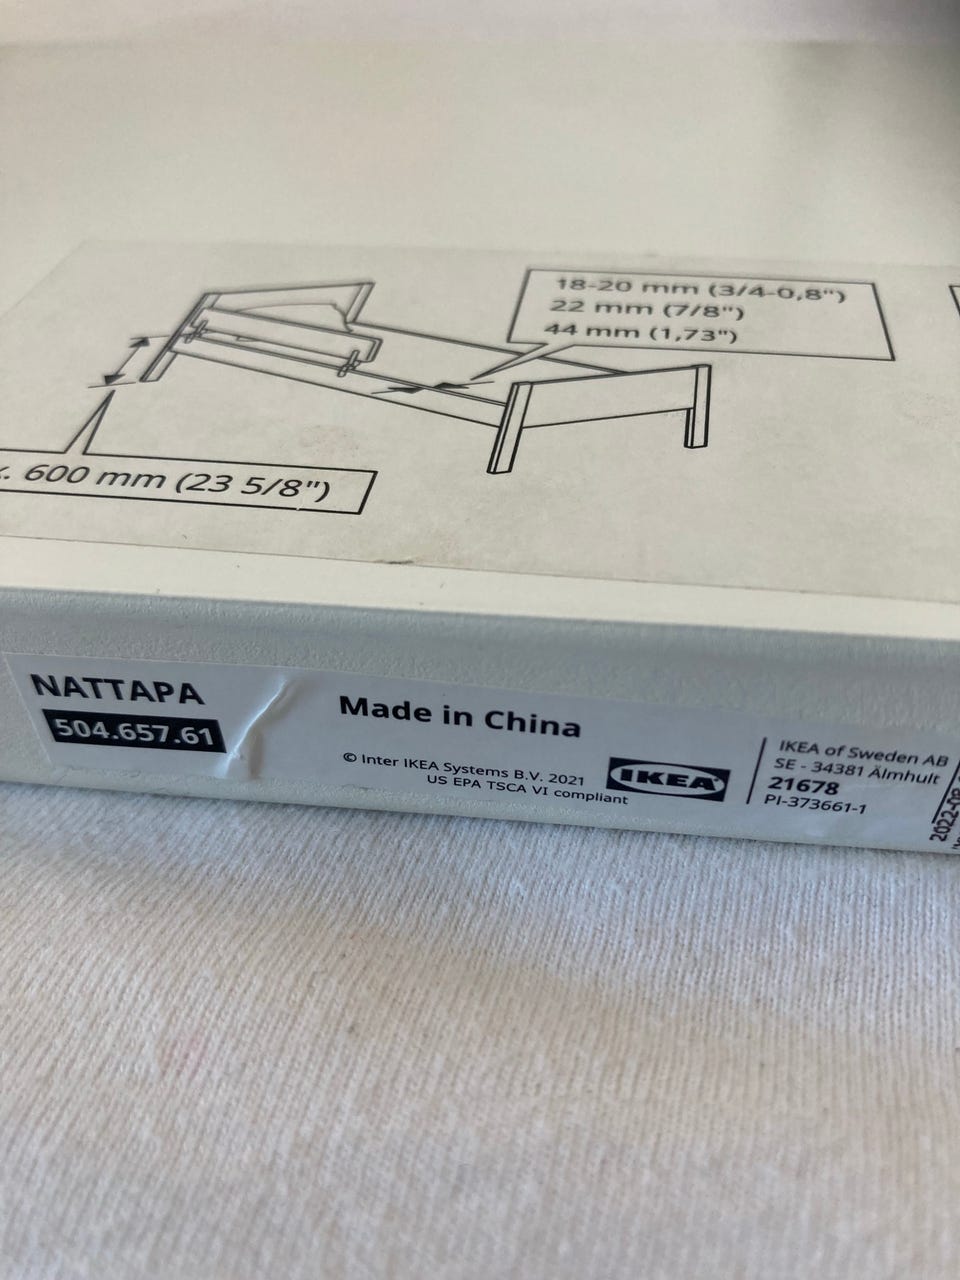 18-20 mm (3/4-0,8")
22 mm (7/8")
44 mm (1,73")
600 mm (23 5/8")
NATTAPA
504.657.61
Made in China
© Inter IKEA Systems B.V. 2021
US EPA TSCA VI compliant
IKEA
IKEA of Sweden AB
SE - 34381 Älmhult
21678
PI-373661-1